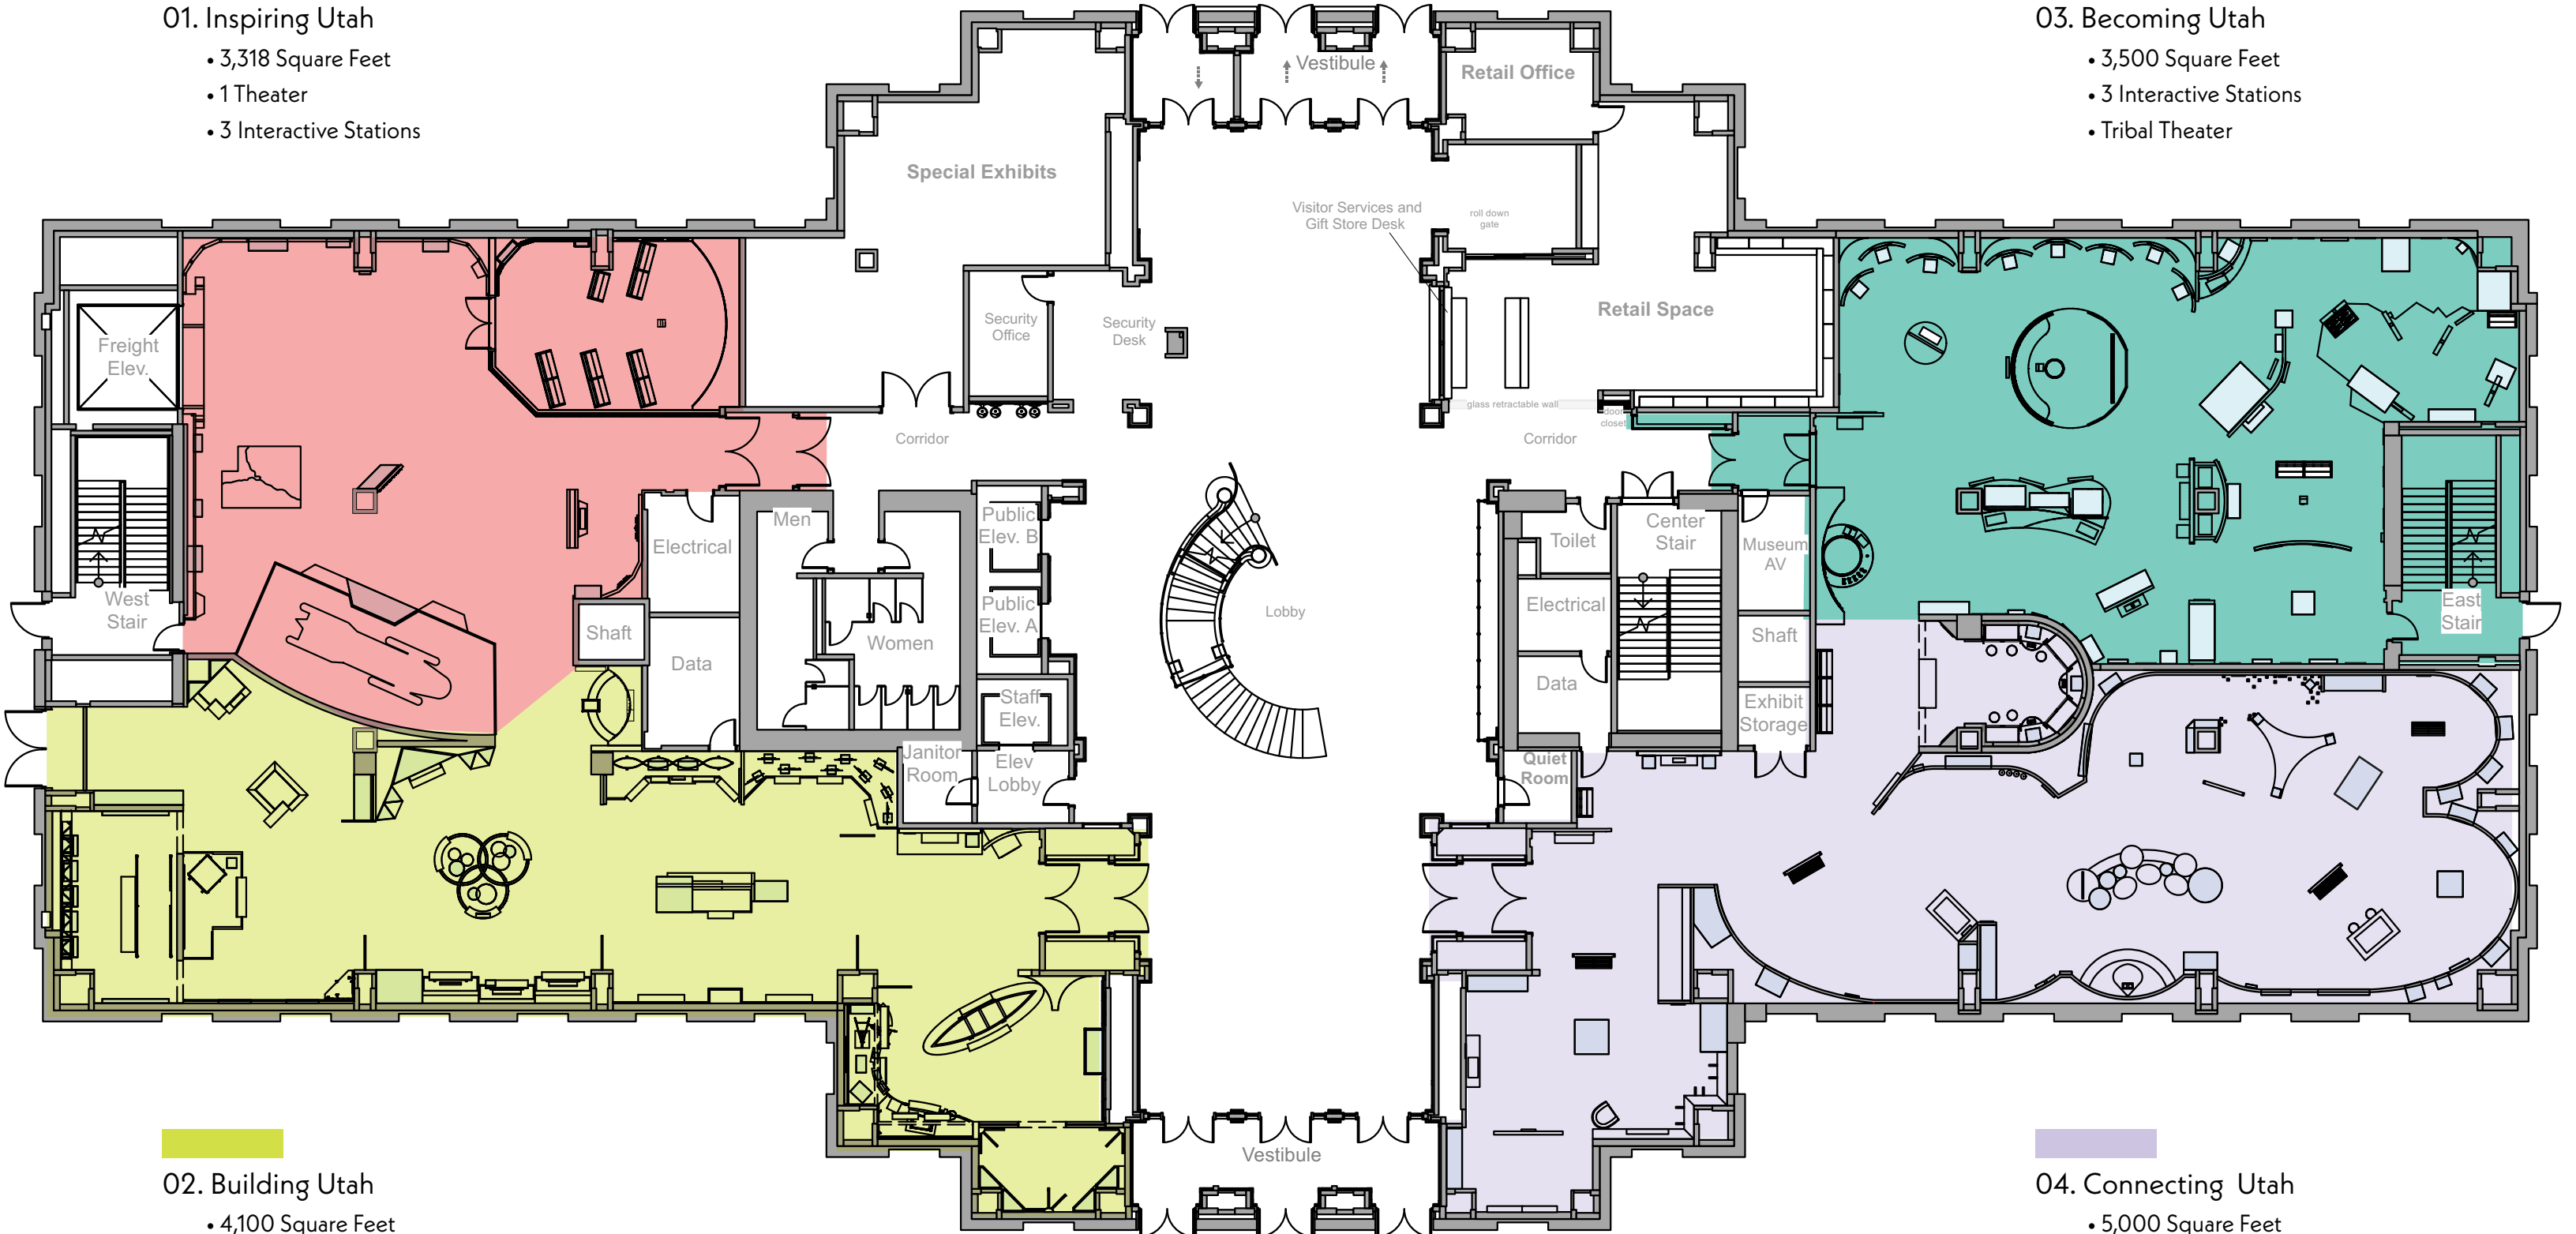 01. Inspiring Utah
• 3,318 Square Feet
• 1 Theater
• 3 Interactive Stations
03. Becoming Utah
• 3,500 Square Feet
• 3 Interactive Stations
• Tribal Theater
Vestibule
Retail Office
Special Exhibits
Visitor Services and
Gift Store Desk
roll down
gate
Freight
Elev.
Security
Office
Security
Desk
Retail Space
glass retractable wall
door
closet
Corridor
Corridor
Men
Electrical
Public
Elev. B
Toilet
Center
Stair
Museum
AV
West
Stair
Shaft
Public
Elev. A
Women
Lobby
Electrical
Shaft
East
Stair
Data
Staff
Elev.
Data
Exhibit
Storage
Janitor
Room
Elev
Lobby
Quiet
Room
Vestibule
02. Building Utah
• 4,100 Square Feet
04. Connecting Utah
• 5,000 Square Feet